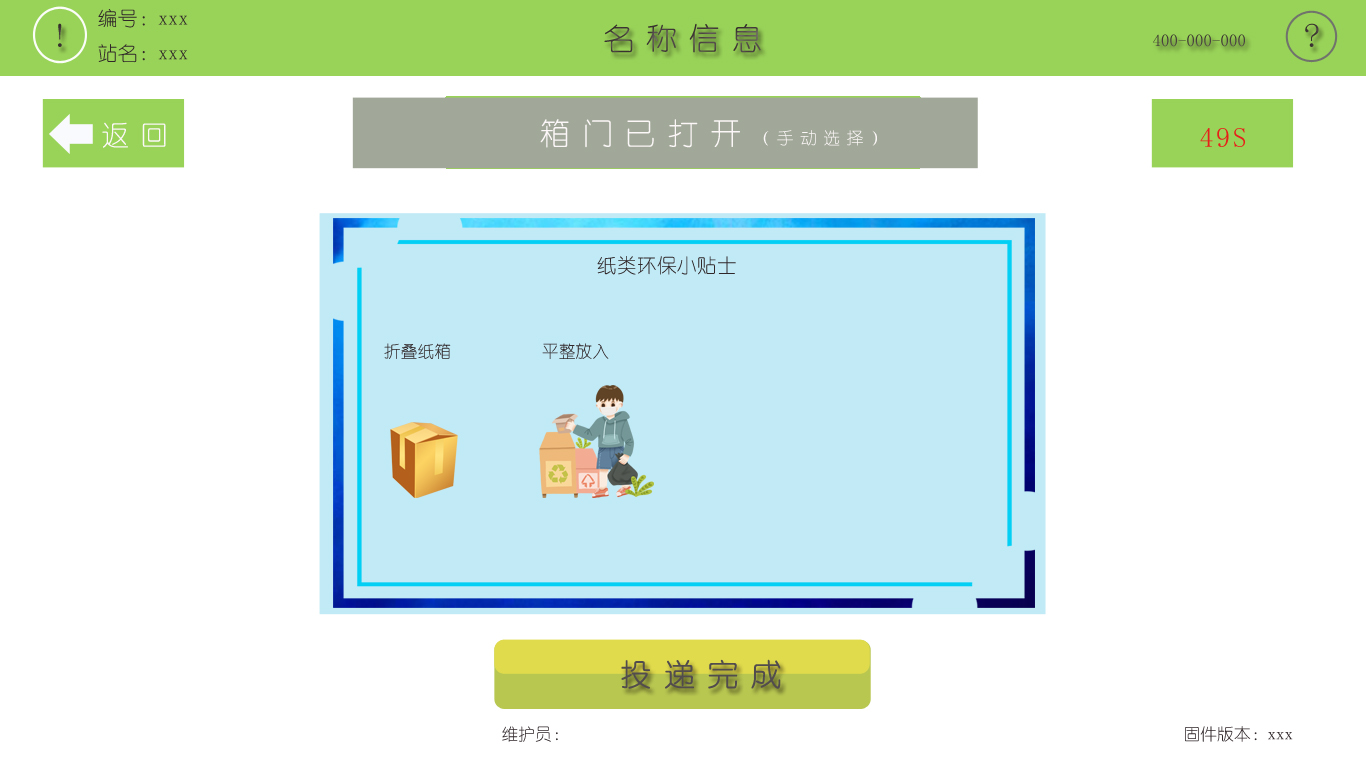 !
编号: xxx
站名: xxx
名称信息
400-000-000
?
返回
箱门已打开 (手动选择)
49S
纸类环保小贴士
折叠纸箱
平整放入
投递完成
维护员:
固件版本: xxx